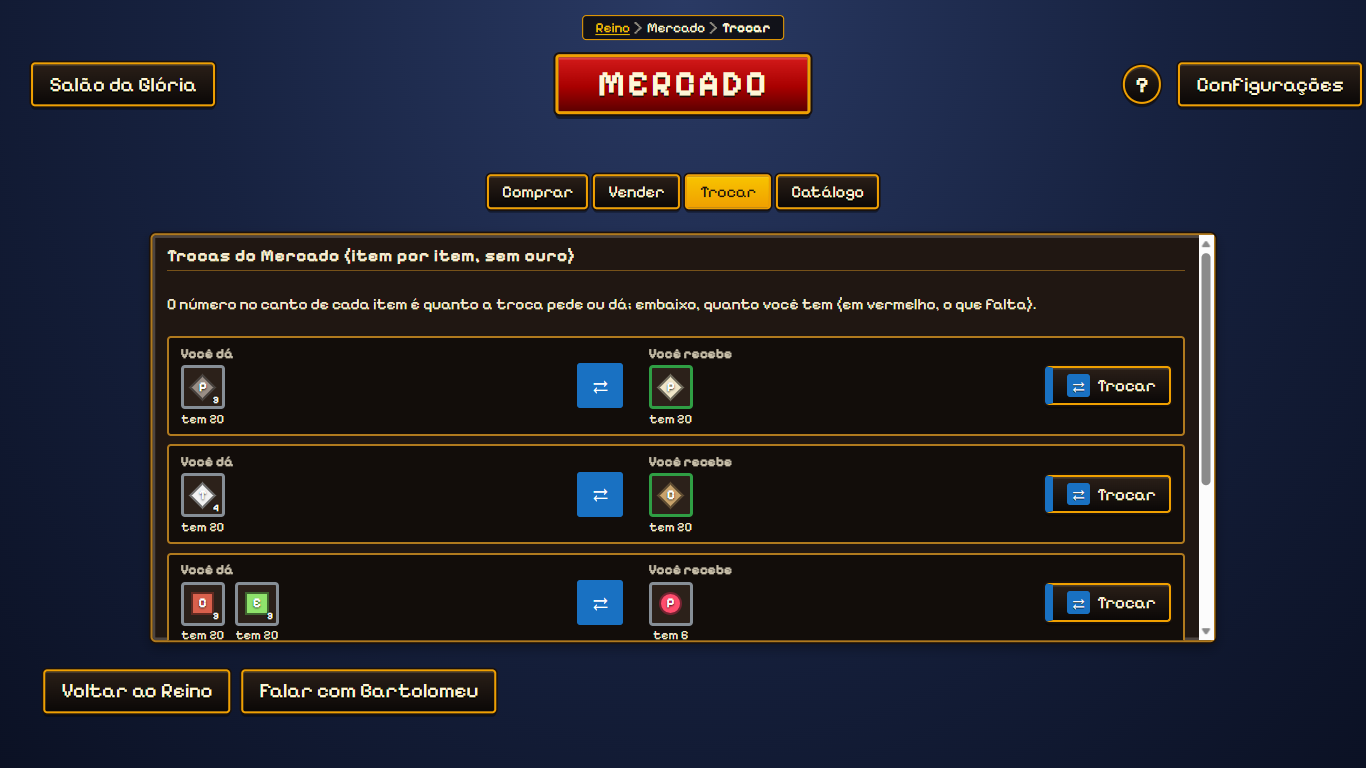 Reino > Mercado > Trocar
Salão da Glória
MERCADO
?
Configurações
Comprar
Vender
Trocar
Catálogo
Trocas do Mercado (item por item, sem ouro)
O número no canto de cada item é quanto a troca pede ou dá; embaixo, quanto você tem (em vermelho, o que falta).
Você dá
Você recebe
P
3
P
Trocar
tem 20
tem 20
Você dá
Você recebe
T
4
O
Trocar
tem 20
tem 20
Você dá
Você recebe
O
3
S
3
P
Trocar
tem 20
tem 20
tem 6
Voltar ao Reino
Falar com Bartolomeu